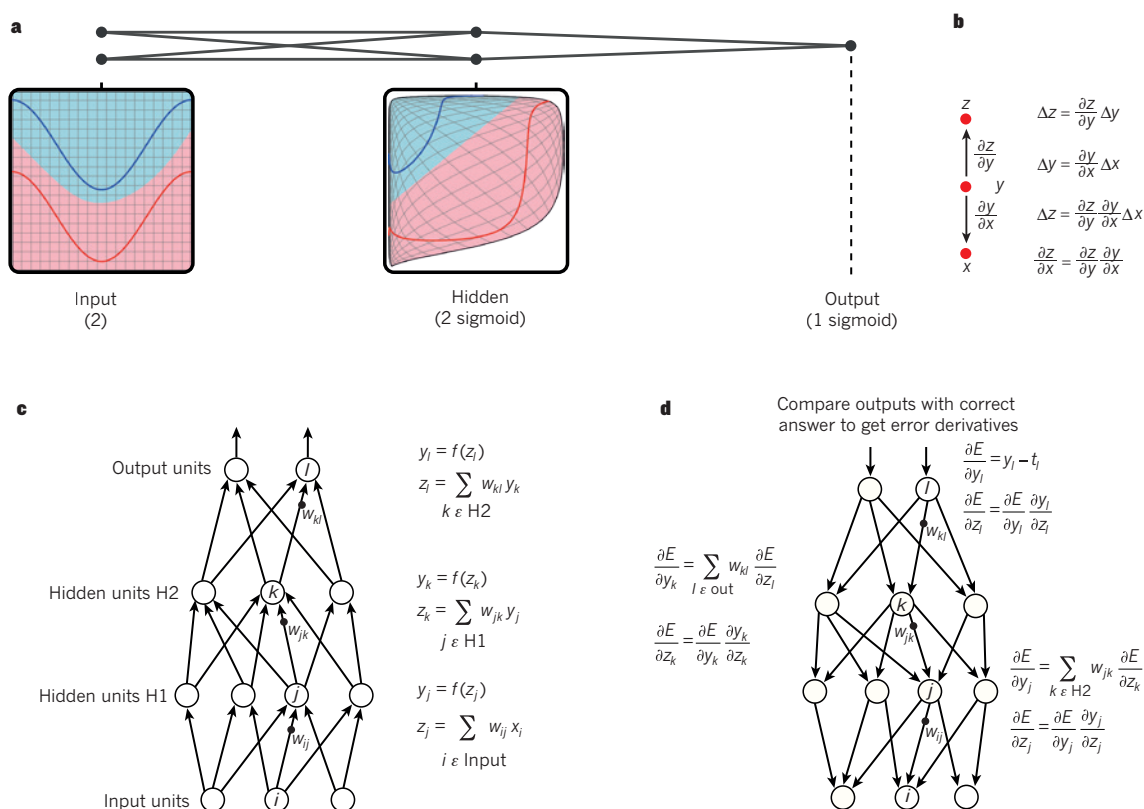 a
Input
(2)
Hidden
(2 sigmoid)
Output
(1 sigmoid)
b
z
∂z/∂y
y
∂y/∂x
x
Δz = ∂z/∂y Δy
Δy = ∂y/∂x Δx
Δz = ∂z/∂y ∂y/∂x Δx
∂z/∂x = ∂z/∂y ∂y/∂x
c
Output units
l
w_kl
y_l = f(z_l)
z_l = ∑ w_kl y_k
k ε H2
Hidden units H2
k
w_jk
y_k = f(z_k)
z_k = ∑ w_jk y_j
j ε H1
Hidden units H1
j
w_ij
y_j = f(z_j)
z_j = ∑ w_ij x_i
i ε Input
Input units
i
d
Compare outputs with correct
answer to get error derivatives
l
w_kl
∂E/∂y_l = y_l − t_l
∂E/∂z_l = ∂E/∂y_l ∂y_l/∂z_l
∂E/∂y_k = ∑ w_kl ∂E/∂z_l
l ε out
∂E/∂z_k = ∂E/∂y_k ∂y_k/∂z_k
k
w_jk
∂E/∂y_j = ∑ w_jk ∂E/∂z_k
k ε H2
∂E/∂z_j = ∂E/∂y_j ∂y_j/∂z_j
j
w_ij
i